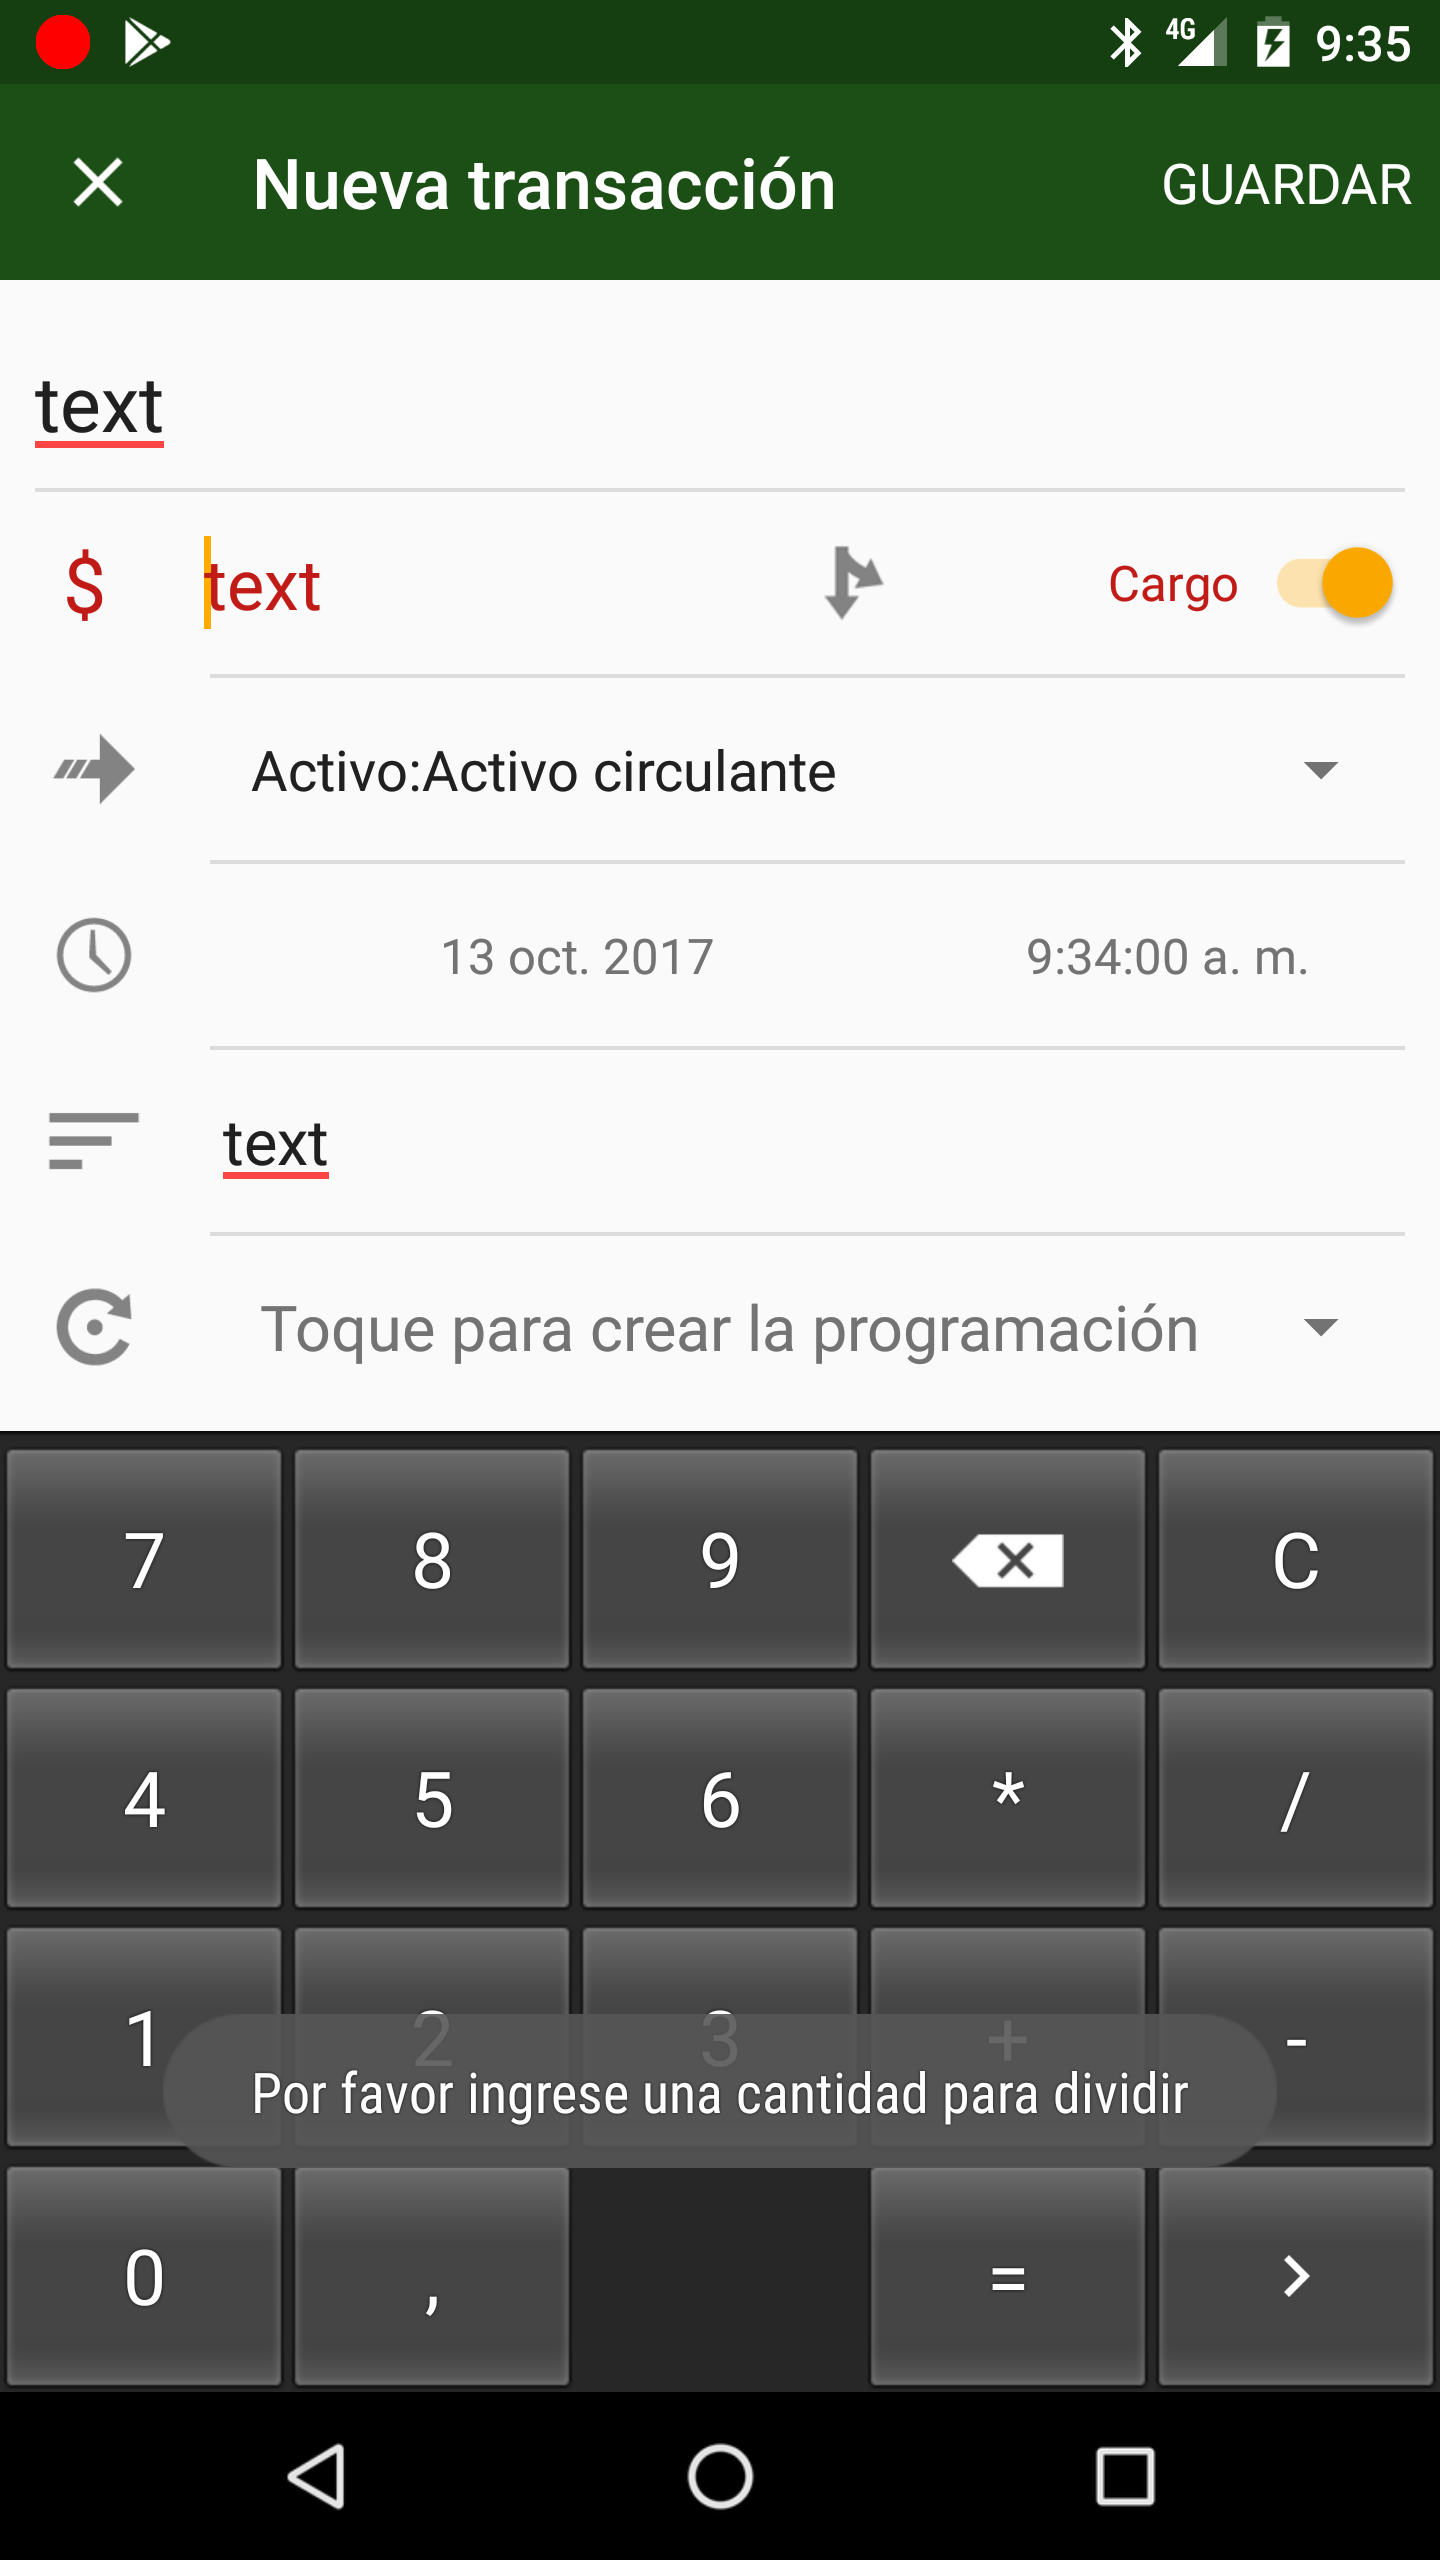 4G 9:35
Nueva transacción GUARDAR
text
$ text Cargo
Activo:Activo circulante
13 oct. 2017 9:34:00 a. m.
text
Toque para crear la programación
7 8 9 C
4 5 6 * /
1 2 3 + -
Por favor ingrese una cantidad para dividir
0 , = >